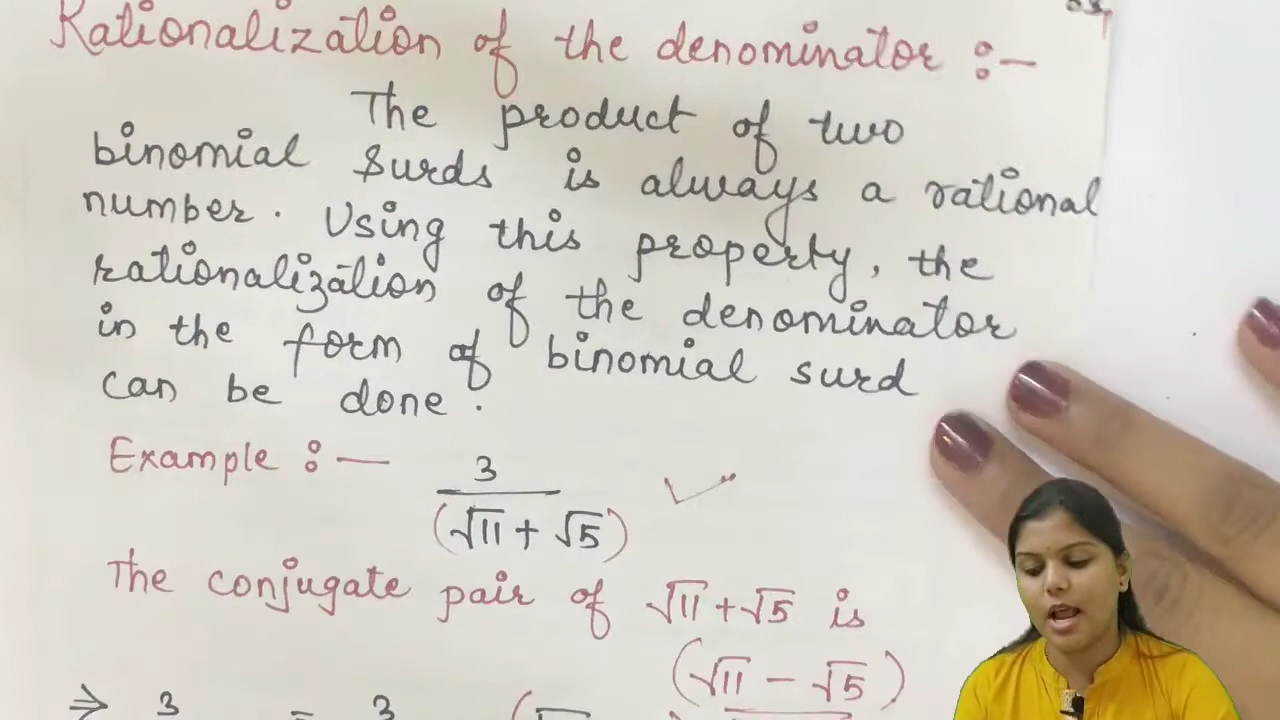 Rationalization of the denominator :-
The product of two
binomial surds is always a rational
number. Using this property, the
rationalization of the denominator
in the form of binomial surd
can be done.
Example :- 3/(√11 + √5)
The conjugate pair of √11 + √5 is
(√11 - √5)
⇒ 3 = 3